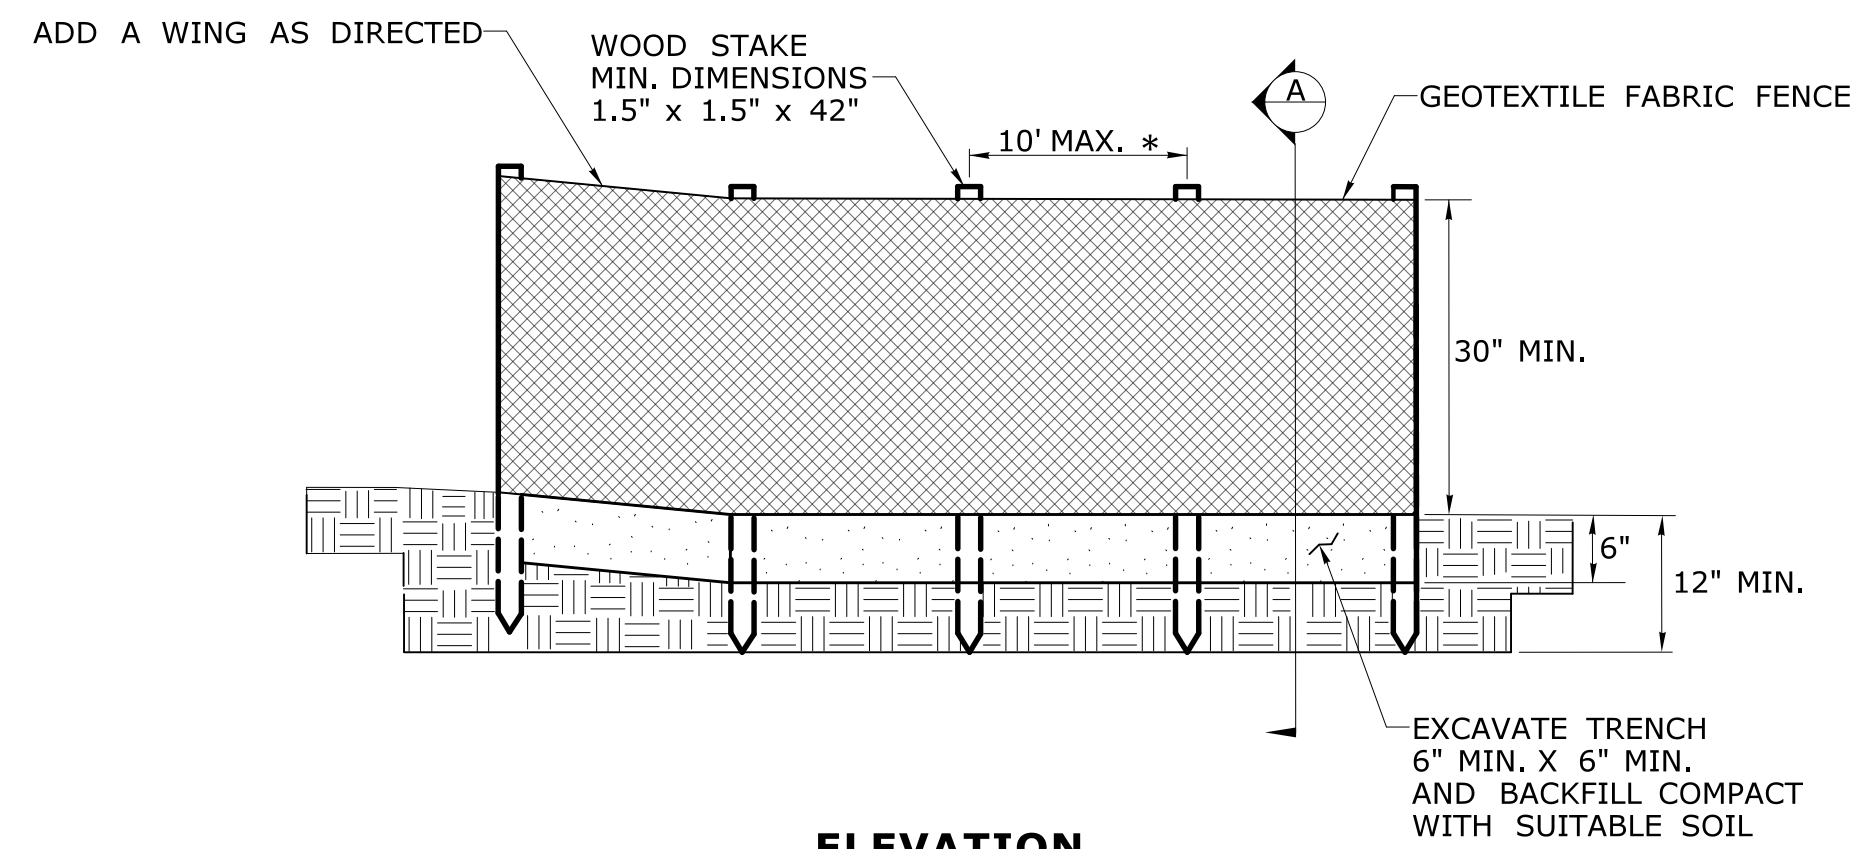 ADD A WING AS DIRECTED
WOOD STAKE
MIN. DIMENSIONS
1.5" x 1.5" x 42"
A
GEOTEXTILE FABRIC FENCE
10' MAX. *
30" MIN.
6"
12" MIN.
EXCAVATE TRENCH
6" MIN. X 6" MIN.
AND BACKFILL COMPACT
WITH SUITABLE SOIL
ELEVATION